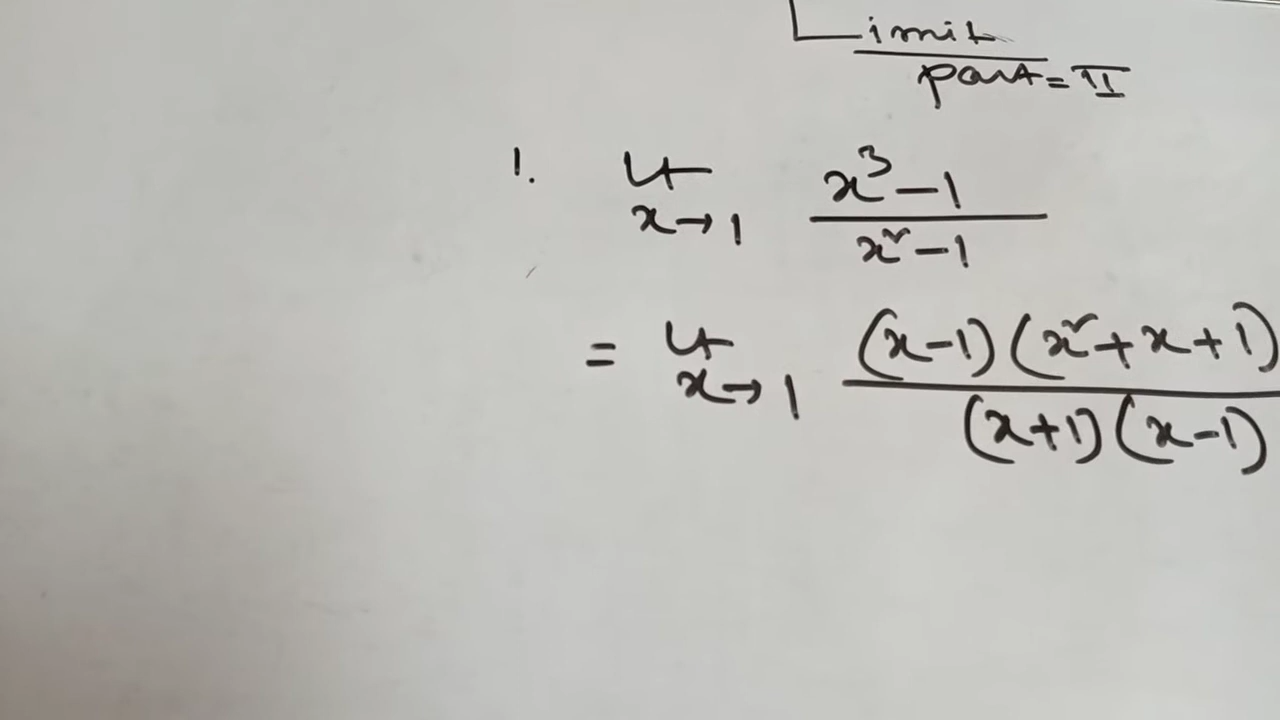 Limit
part = II
1. Lt x→1 (x³-1)/(x²-1)
= Lt x→1 (x-1)(x²+x+1)/(x+1)(x-1)